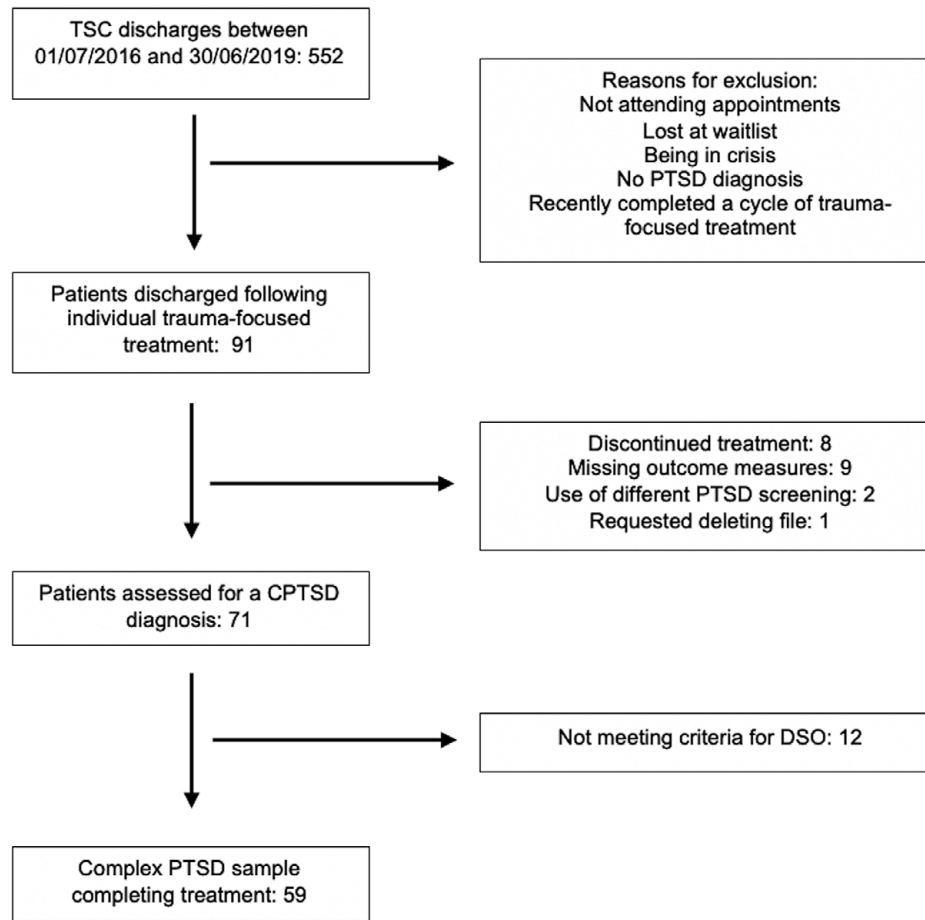 TSC discharges between
01/07/2016 and 30/06/2019: 552
Reasons for exclusion:
Not attending appointments
Lost at waitlist
Being in crisis
No PTSD diagnosis
Recently completed a cycle of trauma-
focused treatment
Patients discharged following
individual trauma-focused
treatment:  91
Discontinued treatment: 8
Missing outcome measures: 9
Use of different PTSD screening: 2
Requested deleting file: 1
Patients assessed for a CPTSD
diagnosis: 71
Not meeting criteria for DSO: 12
Complex PTSD sample
completing treatment: 59